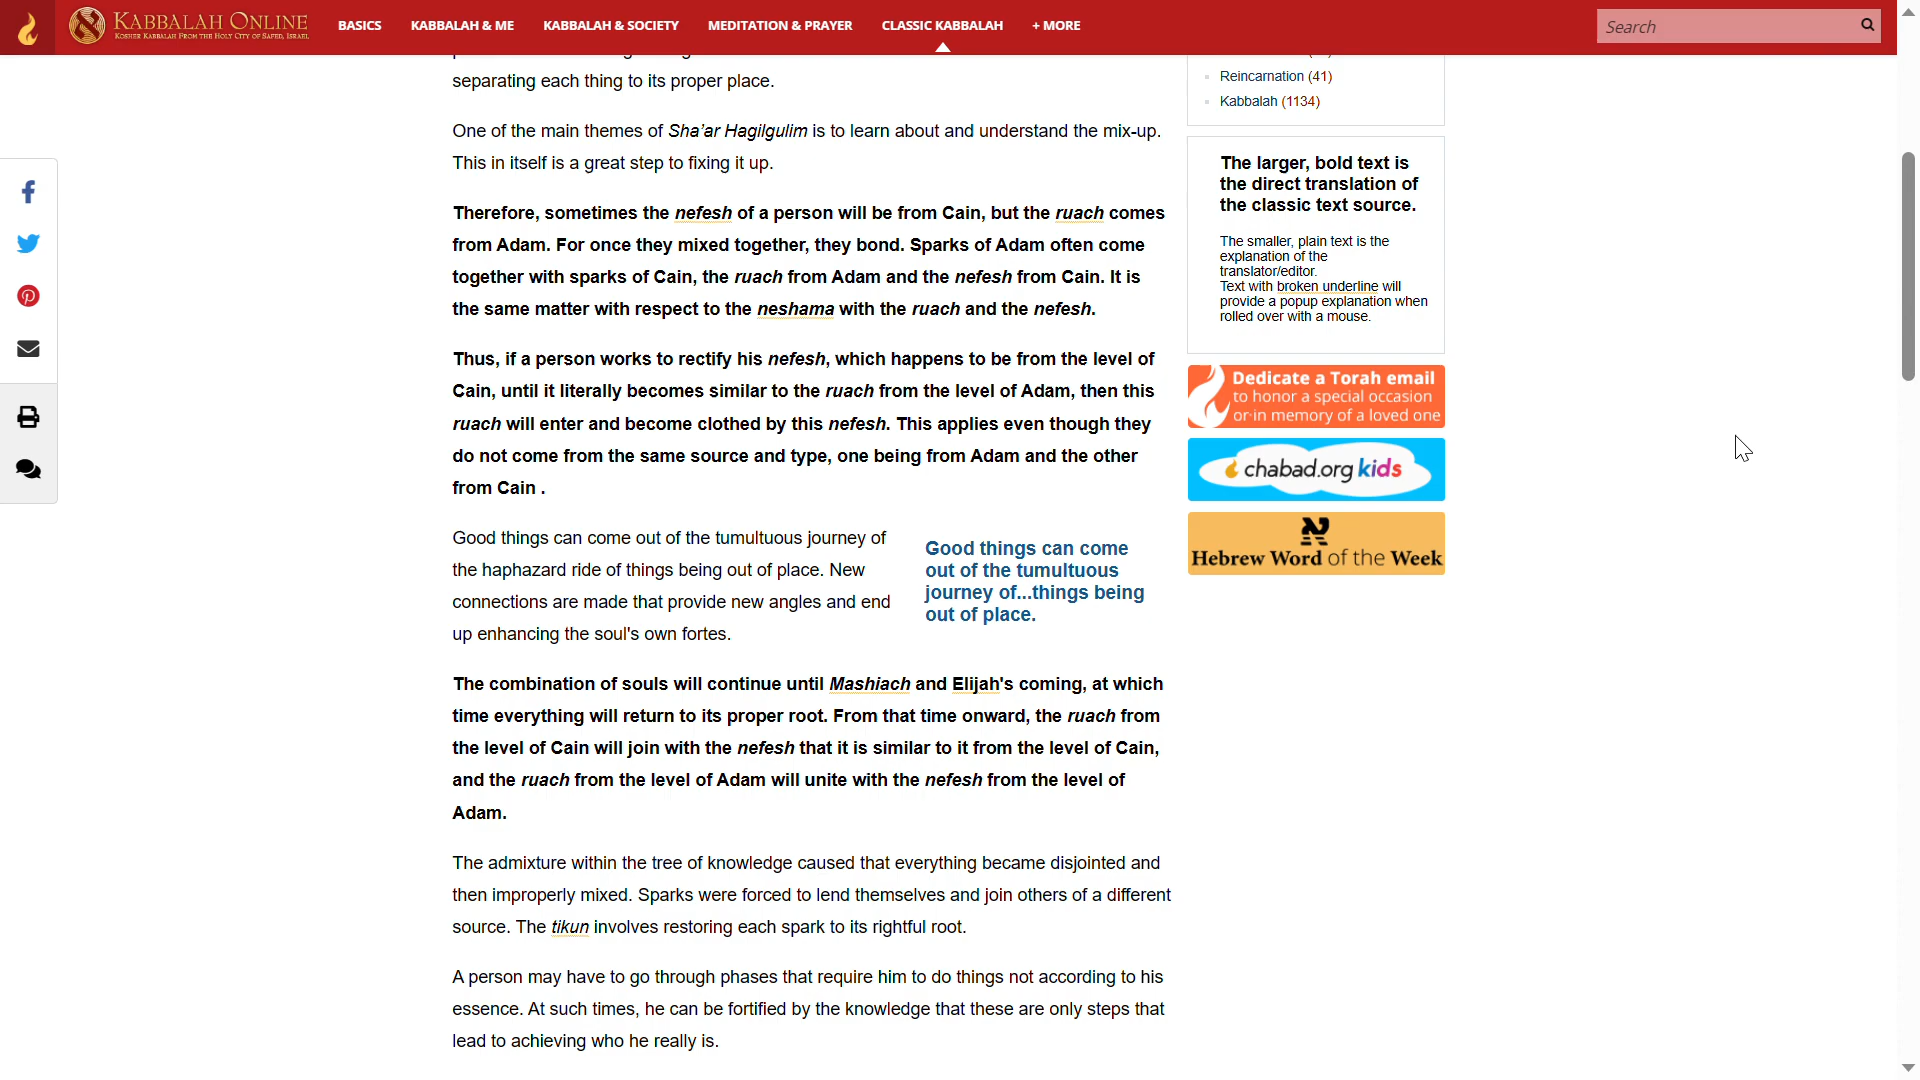 KABBALAH ONLINE
KOSHER KABBALAH FROM THE HOLY CITY OF SAFED, ISRAEL
BASICS
KABBALAH & ME
KABBALAH & SOCIETY
MEDITATION & PRAYER
CLASSIC KABBALAH
+ MORE
Search
separating each thing to its proper place.
One of the main themes of Sha’ar Hagilgulim is to learn about and understand the mix-up.
This in itself is a great step to fixing it up.
Therefore, sometimes the nefesh of a person will be from Cain, but the ruach comes
from Adam. For once they mixed together, they bond. Sparks of Adam often come
together with sparks of Cain, the ruach from Adam and the nefesh from Cain. It is
the same matter with respect to the neshama with the ruach and the nefesh.
Thus, if a person works to rectify his nefesh, which happens to be from the level of
Cain, until it literally becomes similar to the ruach from the level of Adam, then this
ruach will enter and become clothed by this nefesh. This applies even though they
do not come from the same source and type, one being from Adam and the other
from Cain .
Good things can come out of the tumultuous journey of
the haphazard ride of things being out of place. New
connections are made that provide new angles and end
up enhancing the soul's own fortes.
Good things can come
out of the tumultuous
journey of...things being
out of place.
The combination of souls will continue until Mashiach and Elijah's coming, at which
time everything will return to its proper root. From that time onward, the ruach from
the level of Cain will join with the nefesh that it is similar to it from the level of Cain,
and the ruach from the level of Adam will unite with the nefesh from the level of
Adam.
The admixture within the tree of knowledge caused that everything became disjointed and
then improperly mixed. Sparks were forced to lend themselves and join others of a different
source. The tikun involves restoring each spark to its rightful root.
A person may have to go through phases that require him to do things not according to his
essence. At such times, he can be fortified by the knowledge that these are only steps that
lead to achieving who he really is.
Reincarnation (41)
Kabbalah (1134)
The larger, bold text is
the direct translation of
the classic text source.
The smaller, plain text is the
explanation of the
translator/editor.
Text with broken underline will
provide a popup explanation when
rolled over with a mouse.
Dedicate a Torah email
to honor a special occasion
or in memory of a loved one
chabad.org kids
א
Hebrew Word of the Week